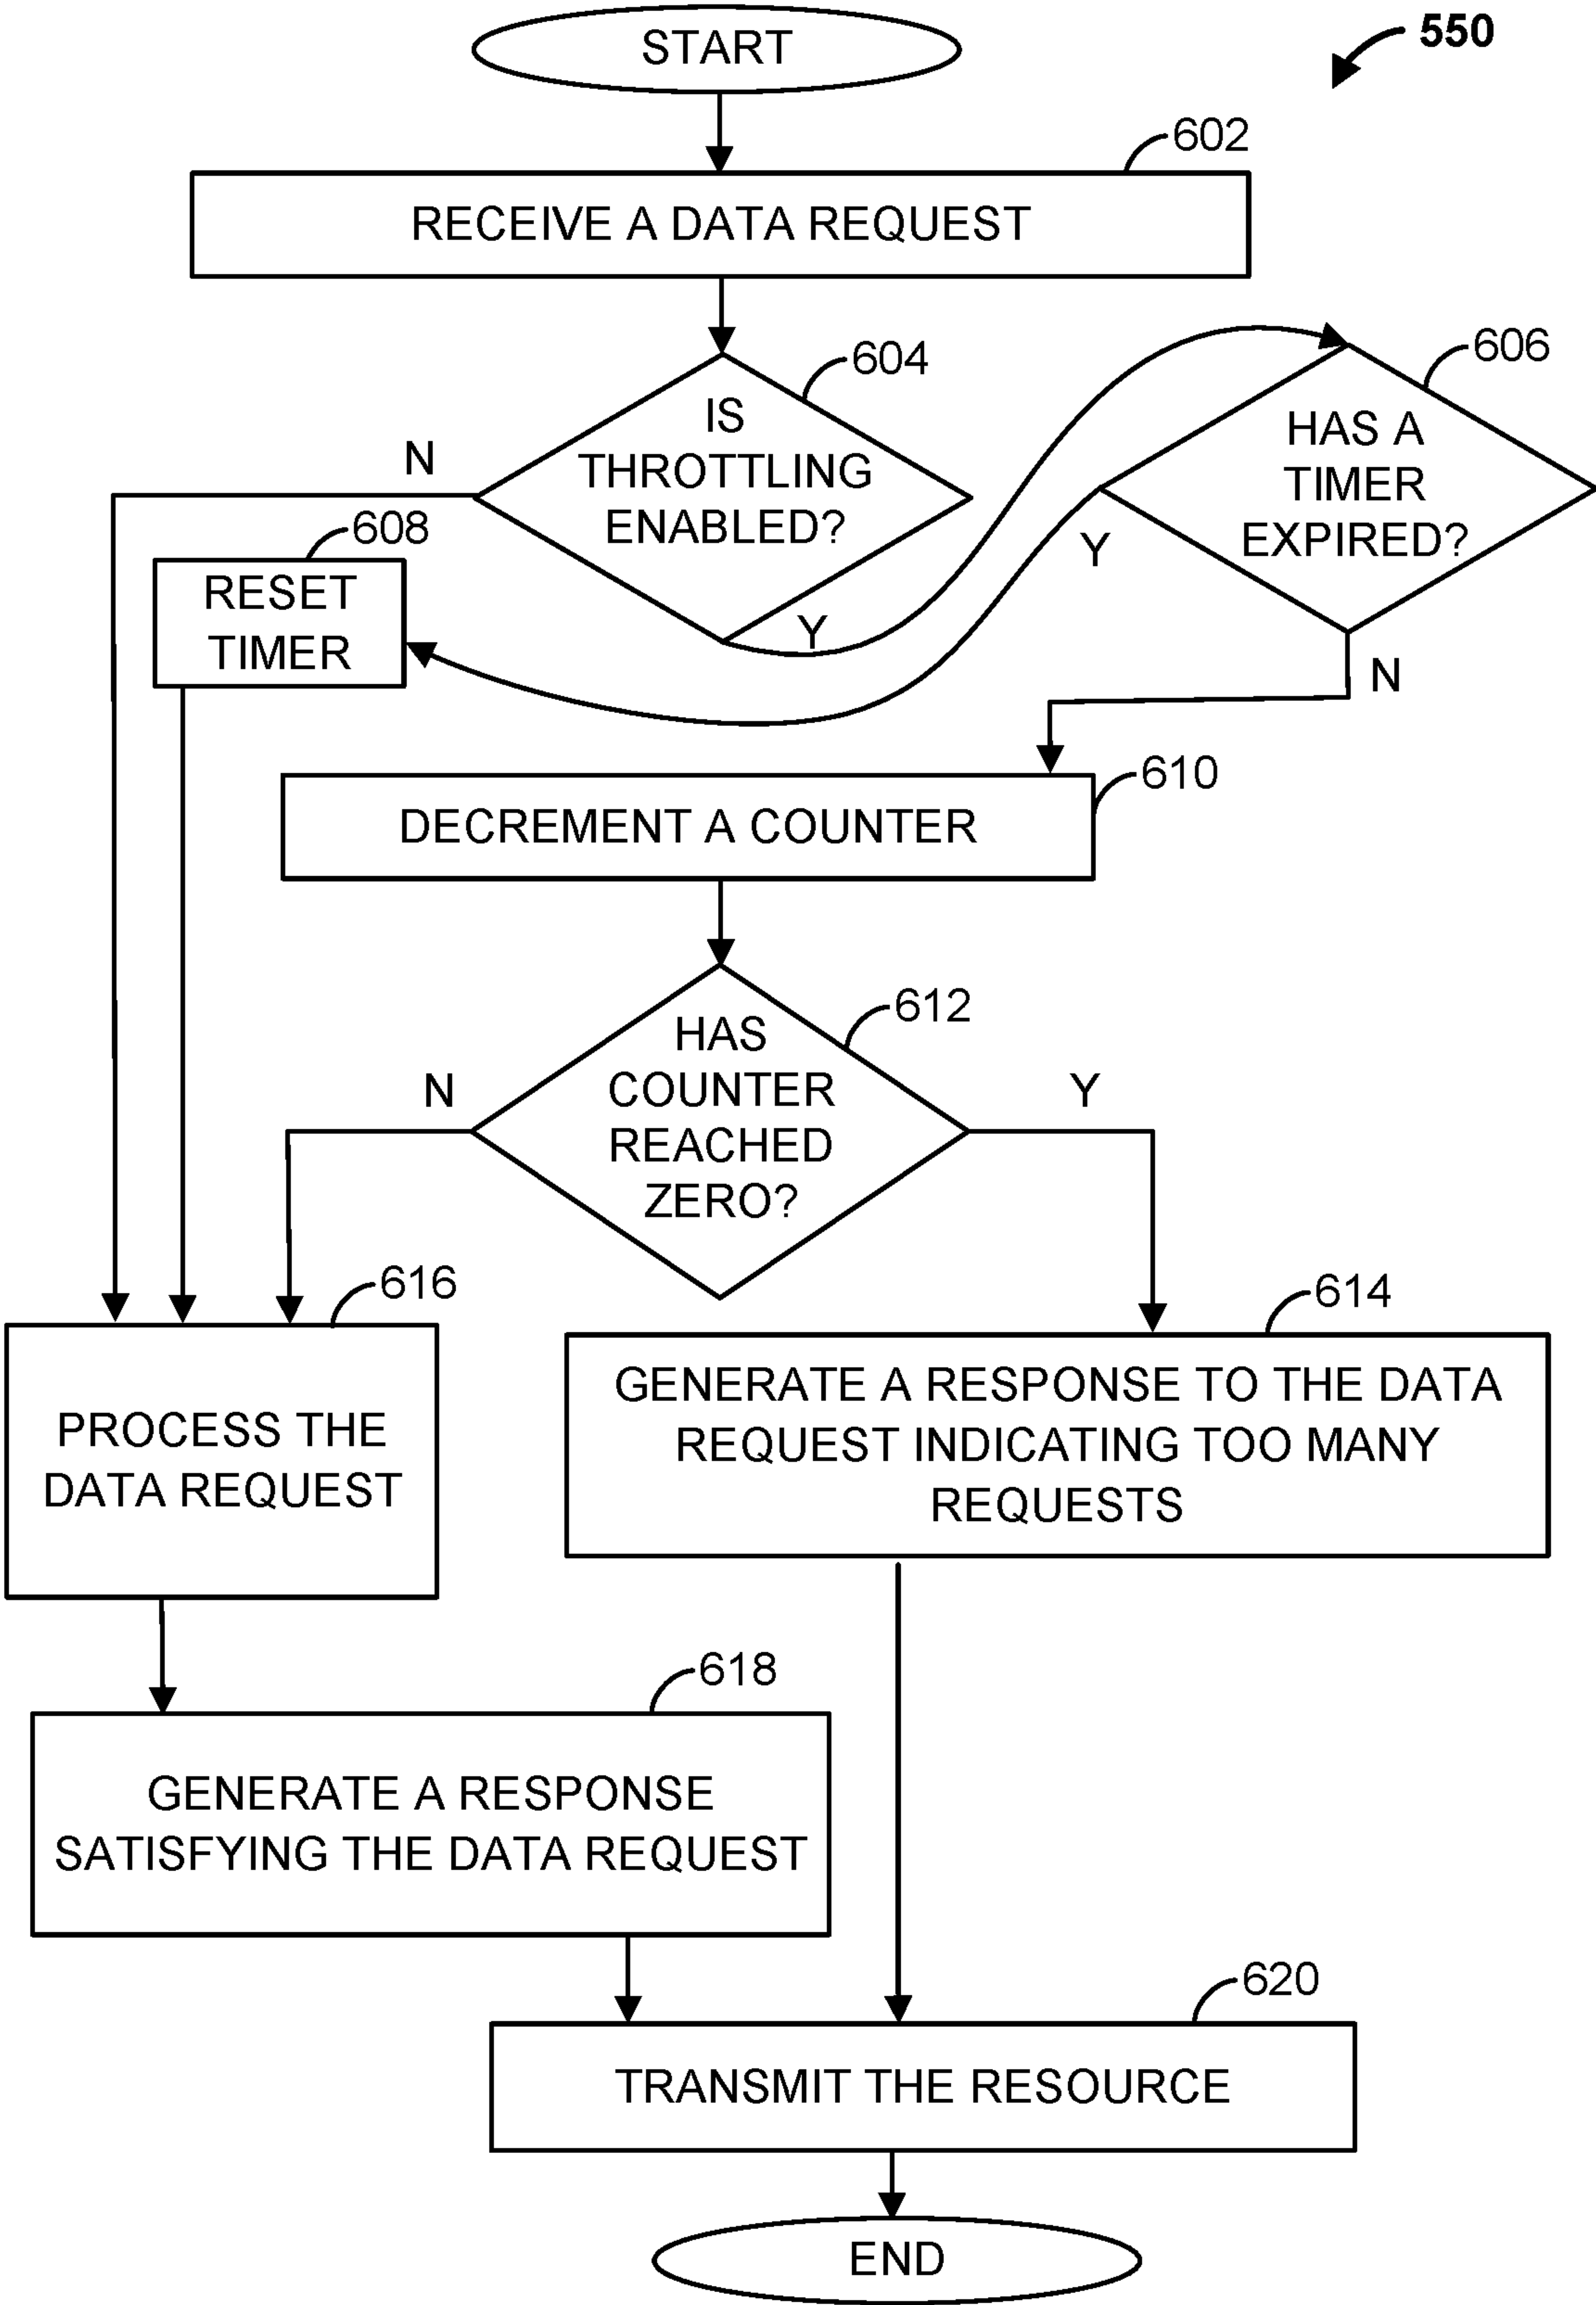 START
550
602
RECEIVE A DATA REQUEST
604
606
IS
THROTTLING
ENABLED?
HAS A
TIMER
EXPIRED?
N
Y
Y
N
608
RESET
TIMER
610
DECREMENT A COUNTER
612
HAS
COUNTER
REACHED
ZERO?
N
Y
616
614
PROCESS THE
DATA REQUEST
GENERATE A RESPONSE TO THE DATA
REQUEST INDICATING TOO MANY
REQUESTS
618
GENERATE A RESPONSE
SATISFYING THE DATA REQUEST
620
TRANSMIT THE RESOURCE
END